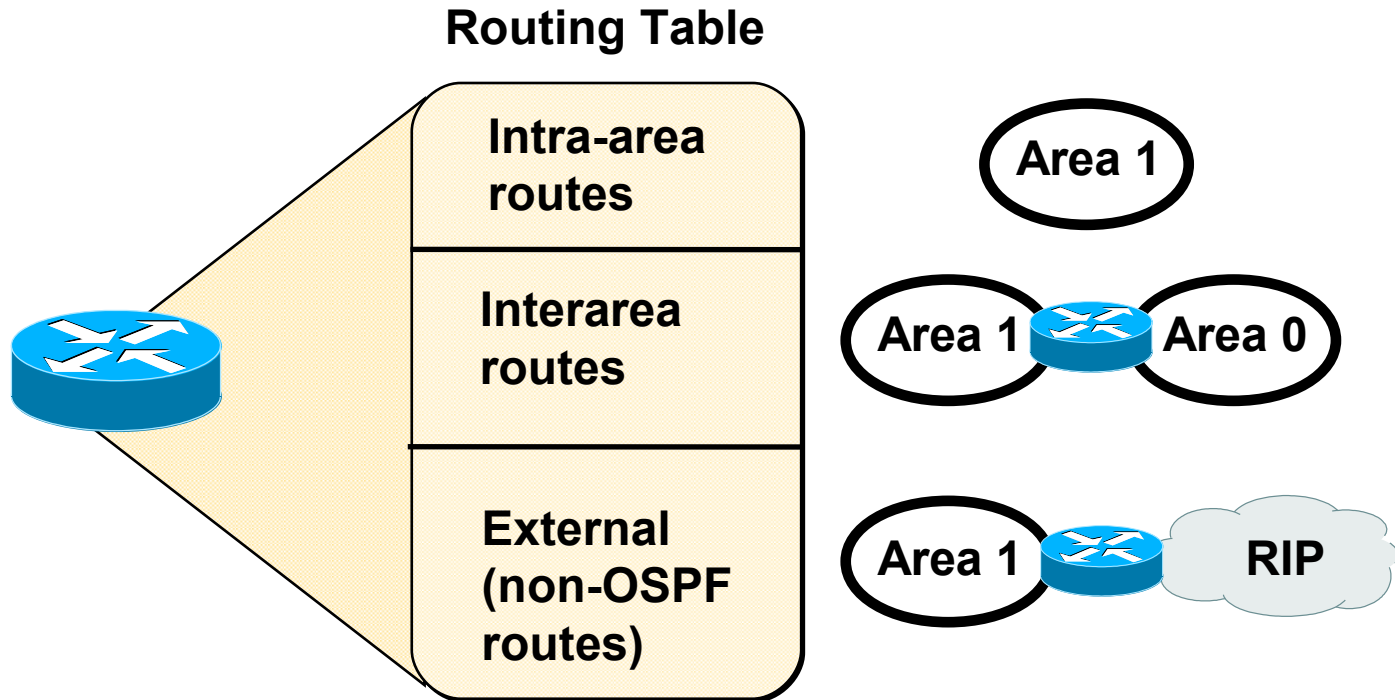 Routing Table
Intra-area
routes
Area 1
Interarea
routes
Area 1
Area 0
External
(non-OSPF
routes)
Area 1
RIP